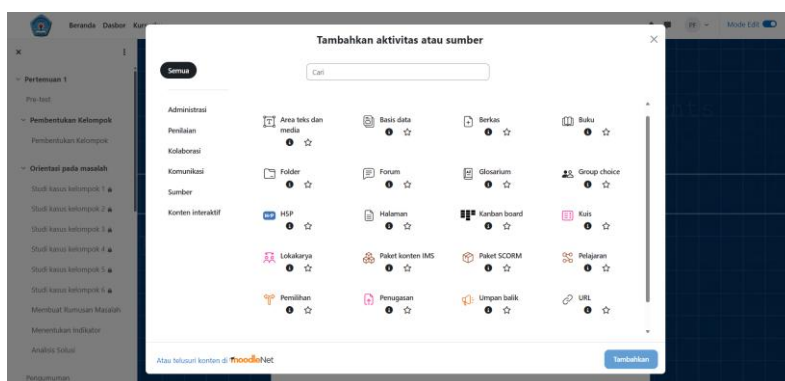 Beranda Dasbor
PF
Mode Edit
Tambahkan aktivitas atau sumber
Semua
Cari
Administrasi
Penilaian
Kolaborasi
Komunikasi
Sumber
Konten interaktif
Area teks dan
media
Basis data
Berkas
Buku
Folder
Forum
Glosarium
Group choice
H5P
H5P
Halaman
Kanban board
Kuis
Lokakarya
Paket konten IMS
Paket SCORM
Pelajaran
Pemilihan
Penugasan
Umpan balik
URL
Atau telusuri konten di moodleNet
Tambahkan
Pertemuan 1
Pre-test
Pembentukan Kelompok
Pembentukan Kelompok
Orientasi pada masalah
Studi kasus kelompok 1
Studi kasus kelompok 2
Studi kasus kelompok 3
Studi kasus kelompok 4
Studi kasus kelompok 5
Studi kasus kelompok 6
Membuat Rumusan Masalah
Menentukan Indikator
Analisis Solusi
Pengumuman